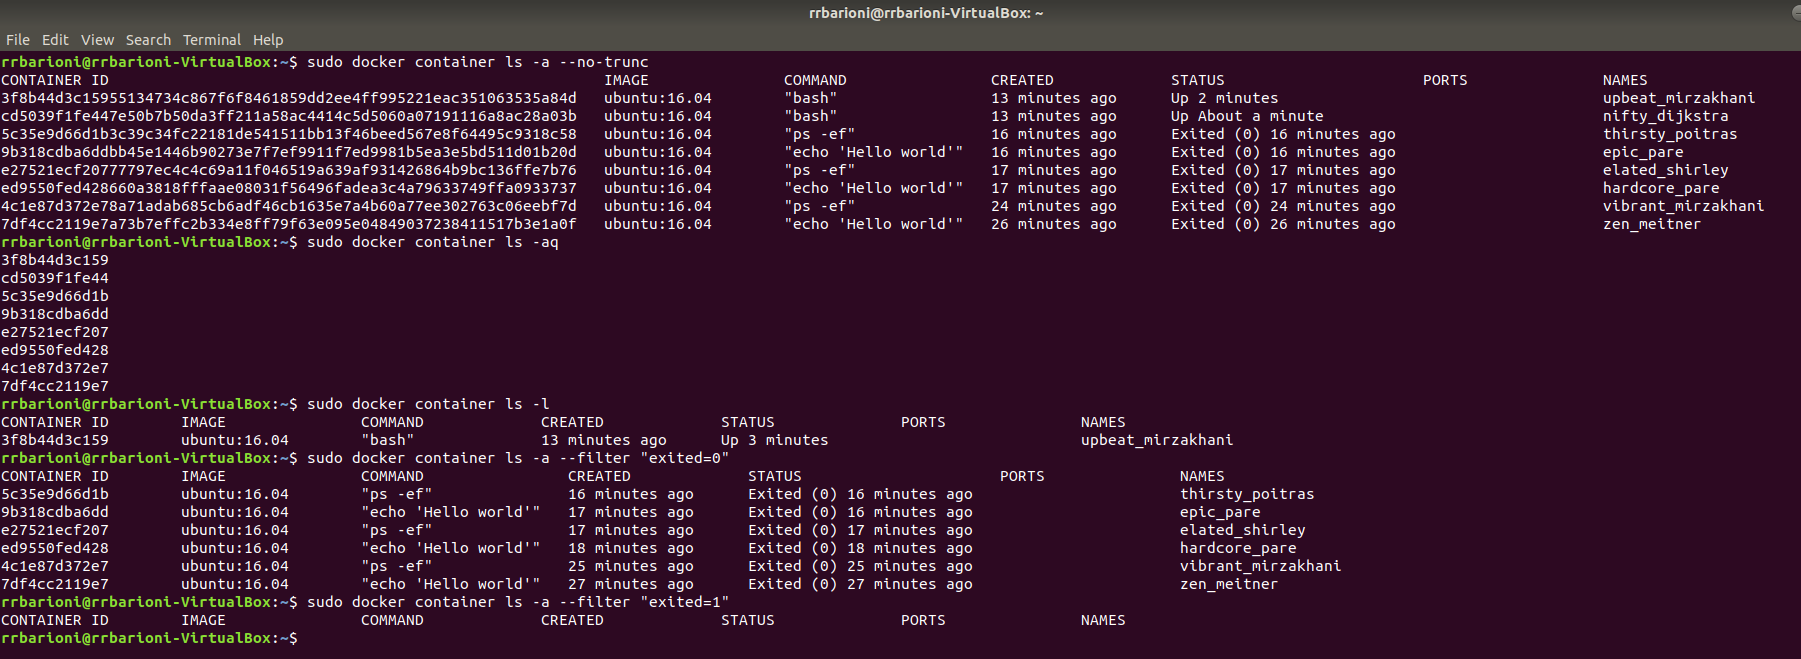 rrbarioni@rrbarioni-VirtualBox: ~
File Edit View Search Terminal Help
rrbarioni@rrbarioni-VirtualBox:~$ sudo docker container ls -a --no-trunc
CONTAINER ID IMAGE COMMAND CREATED STATUS PORTS NAMES
3f8b44d3c15955134734c867f6f8461859dd2ee4ff995221eac351063535a84d ubuntu:16.04 "bash" 13 minutes ago Up 2 minutes upbeat_mirzakhani
cd5039f1fe447e50b7b50da3ff211a58ac4414c5d5060a07191116a8ac28a03b ubuntu:16.04 "bash" 13 minutes ago Up About a minute nifty_dijkstra
5c35e9d66d1b3c39c34fc22181de541511bb13f46beed567e8f64495c9318c58 ubuntu:16.04 "ps -ef" 16 minutes ago Exited (0) 16 minutes ago thirsty_poitras
9b318cdba6ddbb45e1446b90273e7f7ef9911f7ed9981b5ea3e5bd511d01b20d ubuntu:16.04 "echo 'Hello world'" 16 minutes ago Exited (0) 16 minutes ago epic_pare
e27521ecf20777797ec4c4c69a11f046519a639af931426864b9bc136ffe7b76 ubuntu:16.04 "ps -ef" 17 minutes ago Exited (0) 17 minutes ago elated_shirley
ed9550fed428660a3818fffaae08031f56496fadea3c4a79633749ffa0933737 ubuntu:16.04 "echo 'Hello world'" 17 minutes ago Exited (0) 17 minutes ago hardcore_pare
4c1e87d372e78a71adab685cb6adf46cb1635e7a4b60a77ee302763c06eebf7d ubuntu:16.04 "ps -ef" 24 minutes ago Exited (0) 24 minutes ago vibrant_mirzakhani
7df4cc2119e7a73b7effc2b334e8ff79f63e095e04849037238411517b3e1a0f ubuntu:16.04 "echo 'Hello world'" 26 minutes ago Exited (0) 26 minutes ago zen_meitner
rrbarioni@rrbarioni-VirtualBox:~$ sudo docker container ls -aq
3f8b44d3c159
cd5039f1fe44
5c35e9d66d1b
9b318cdba6dd
e27521ecf207
ed9550fed428
4c1e87d372e7
7df4cc2119e7
rrbarioni@rrbarioni-VirtualBox:~$ sudo docker container ls -l
CONTAINER ID IMAGE COMMAND CREATED STATUS PORTS NAMES
3f8b44d3c159 ubuntu:16.04 "bash" 13 minutes ago Up 3 minutes upbeat_mirzakhani
rrbarioni@rrbarioni-VirtualBox:~$ sudo docker container ls -a --filter "exited=0"
CONTAINER ID IMAGE COMMAND CREATED STATUS PORTS NAMES
5c35e9d66d1b ubuntu:16.04 "ps -ef" 16 minutes ago Exited (0) 16 minutes ago thirsty_poitras
9b318cdba6dd ubuntu:16.04 "echo 'Hello world'" 17 minutes ago Exited (0) 16 minutes ago epic_pare
e27521ecf207 ubuntu:16.04 "ps -ef" 17 minutes ago Exited (0) 17 minutes ago elated_shirley
ed9550fed428 ubuntu:16.04 "echo 'Hello world'" 18 minutes ago Exited (0) 18 minutes ago hardcore_pare
4c1e87d372e7 ubuntu:16.04 "ps -ef" 25 minutes ago Exited (0) 25 minutes ago vibrant_mirzakhani
7df4cc2119e7 ubuntu:16.04 "echo 'Hello world'" 27 minutes ago Exited (0) 27 minutes ago zen_meitner
rrbarioni@rrbarioni-VirtualBox:~$ sudo docker container ls -a --filter "exited=1"
CONTAINER ID IMAGE COMMAND CREATED STATUS PORTS NAMES
rrbarioni@rrbarioni-VirtualBox:~$